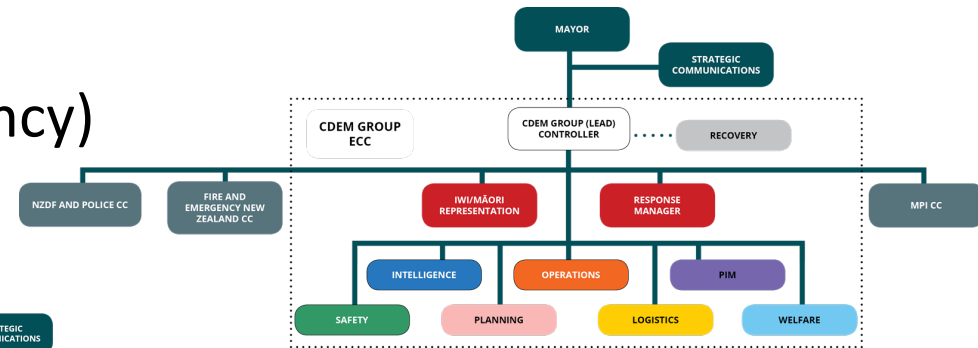 MAYOR
STRATEGIC
COMMUNICATIONS
ncy)
CDEM GROUP
ECC
CDEM GROUP (LEAD)
CONTROLLER
RECOVERY
NZDF AND POLICE CC
FIRE AND
EMERGENCY NEW
ZEALAND CC
IWI/MĀORI
REPRESENTATION
RESPONSE
MANAGER
MPI CC
INTELLIGENCE
OPERATIONS
PIM
SAFETY
PLANNING
LOGISTICS
WELFARE
TEGIC
NICATIONS